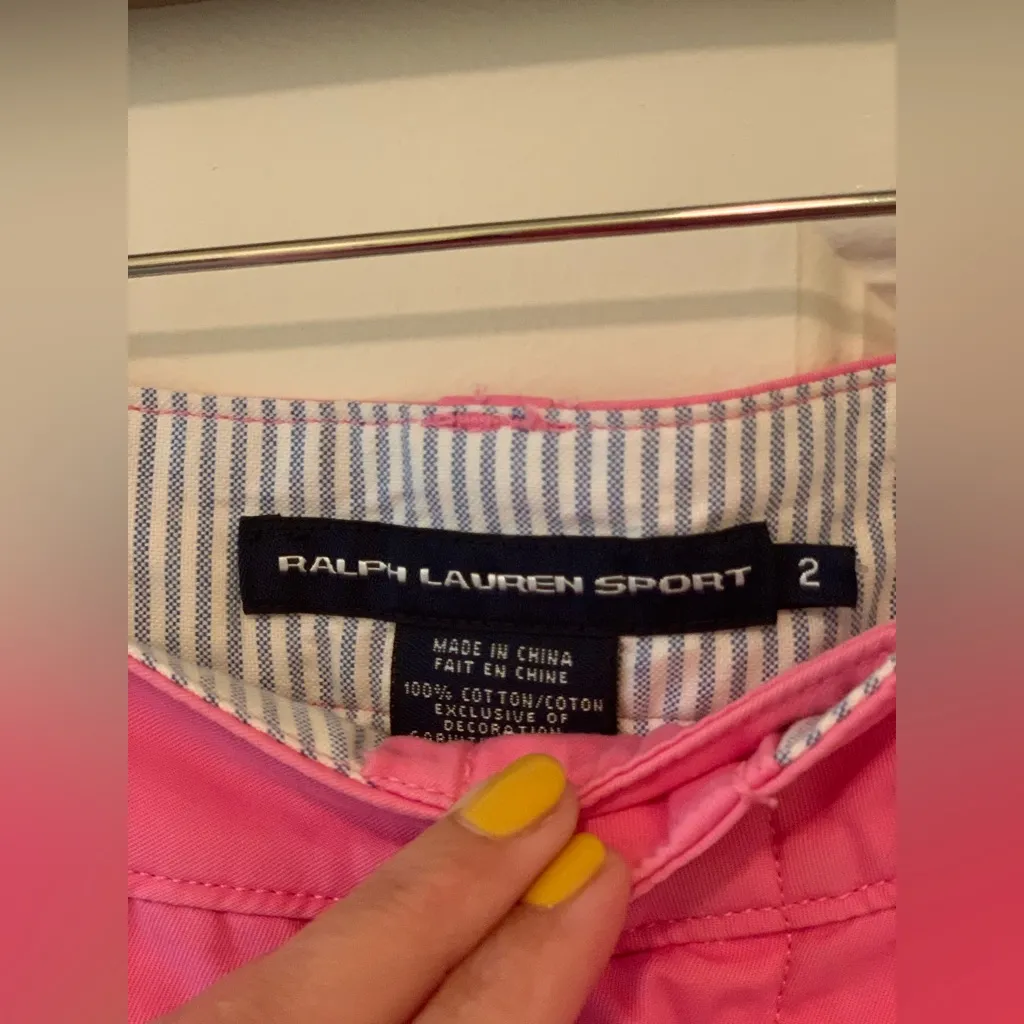 RALPH LAUREN SPORT
2
MADE IN CHINA
FAIT EN CHINE
100% COTTON/COTON
EXCLUSIVE OF
DECORATION